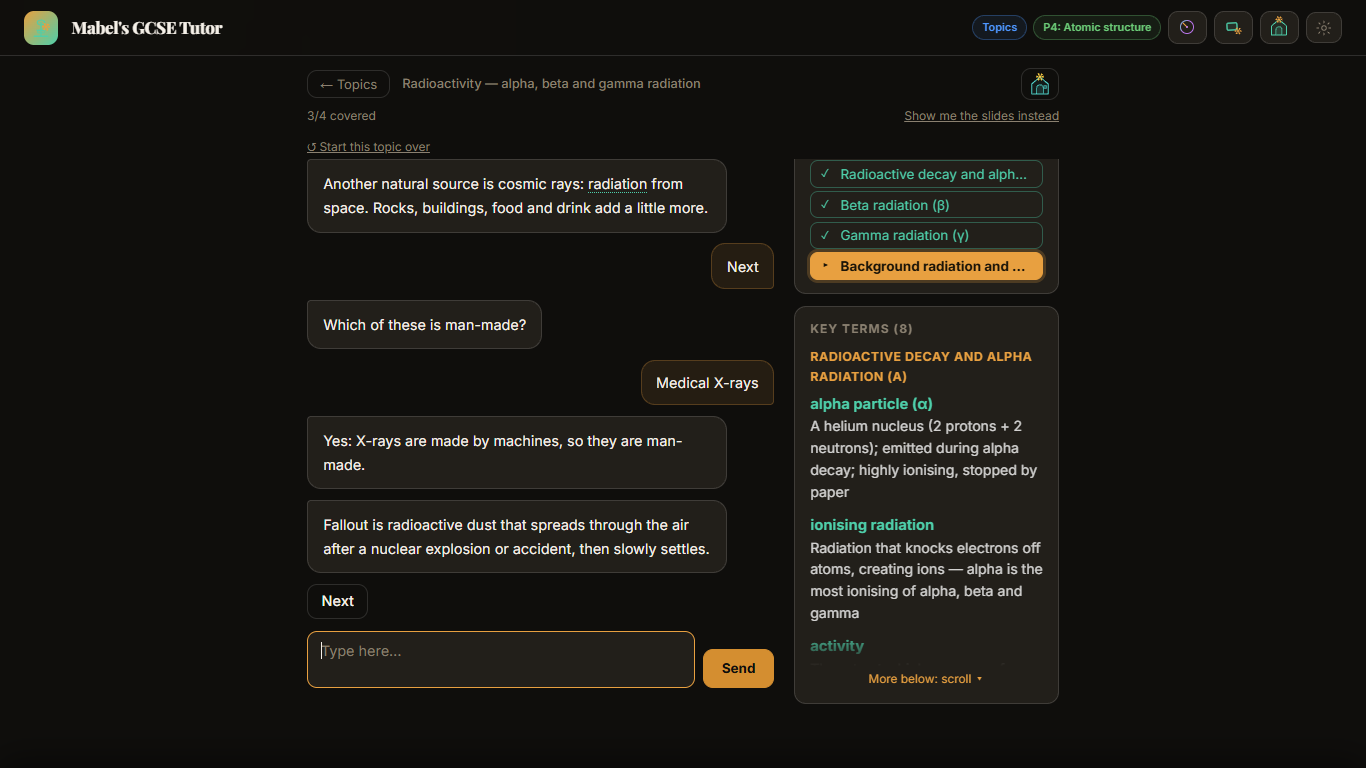 Mabel's GCSE Tutor
Topics
P4: Atomic structure
← Topics
Radioactivity — alpha, beta and gamma radiation
3/4 covered
Show me the slides instead
↺ Start this topic over
Another natural source is cosmic rays: radiation from
space. Rocks, buildings, food and drink add a little more.
Next
Which of these is man-made?
Medical X-rays
Yes: X-rays are made by machines, so they are man-
made.
Fallout is radioactive dust that spreads through the air
after a nuclear explosion or accident, then slowly settles.
Next
Type here...
Send
✓ Radioactive decay and alph...
✓ Beta radiation (β)
✓ Gamma radiation (γ)
‣ Background radiation and ...
KEY TERMS (8)
RADIOACTIVE DECAY AND ALPHA
RADIATION (Α)
alpha particle (α)
A helium nucleus (2 protons + 2
neutrons); emitted during alpha
decay; highly ionising, stopped by
paper
ionising radiation
Radiation that knocks electrons off
atoms, creating ions — alpha is the
most ionising of alpha, beta and
gamma
activity
More below: scroll ▾